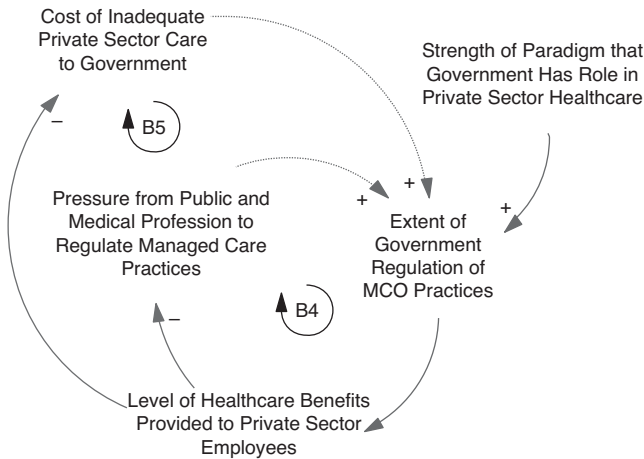 Cost of Inadequate
Private Sector Care
to Government
Strength of Paradigm that
Government Has Role in
Private Sector Healthcare
–
B5
+
+
+
Pressure from Public and
Medical Profession to
Regulate Managed Care
Practices
Extent of
Government
Regulation of
MCO Practices
–
B4
Level of Healthcare Benefits
Provided to Private Sector
Employees